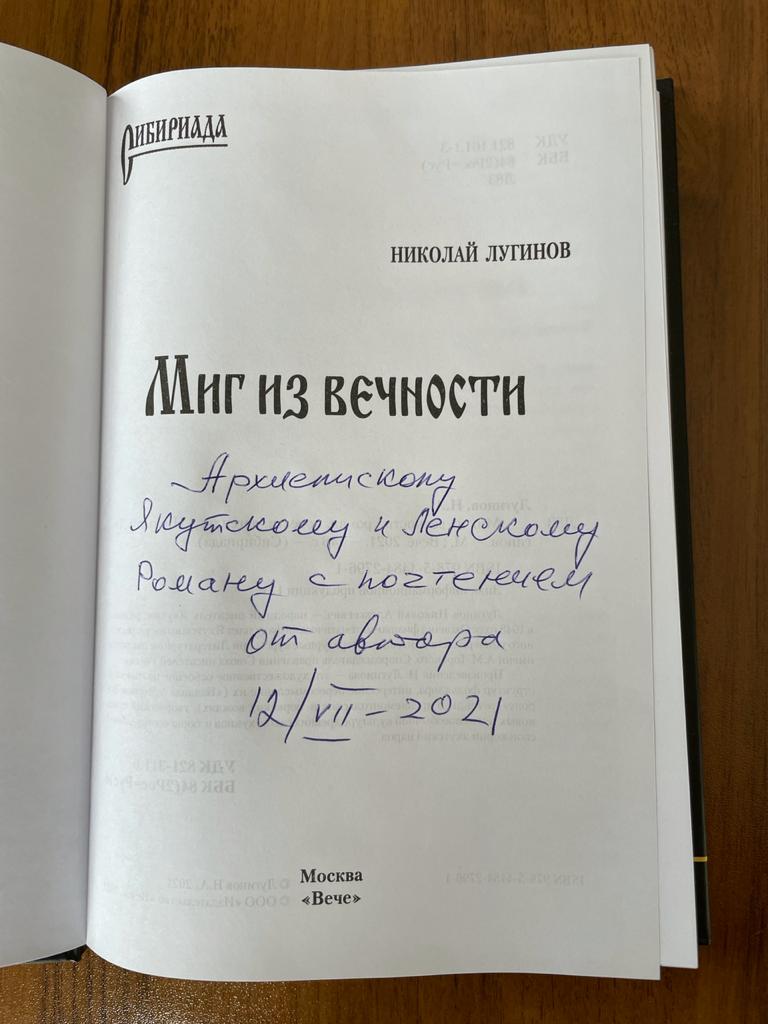 СИБИРИАДА
НИКОЛАЙ ЛУГИНОВ
Миг из вечности
Архиепископу
Якутскому и Ленскому
Роману с почтением
от автора
12/VII-2021
Москва
«Вече»